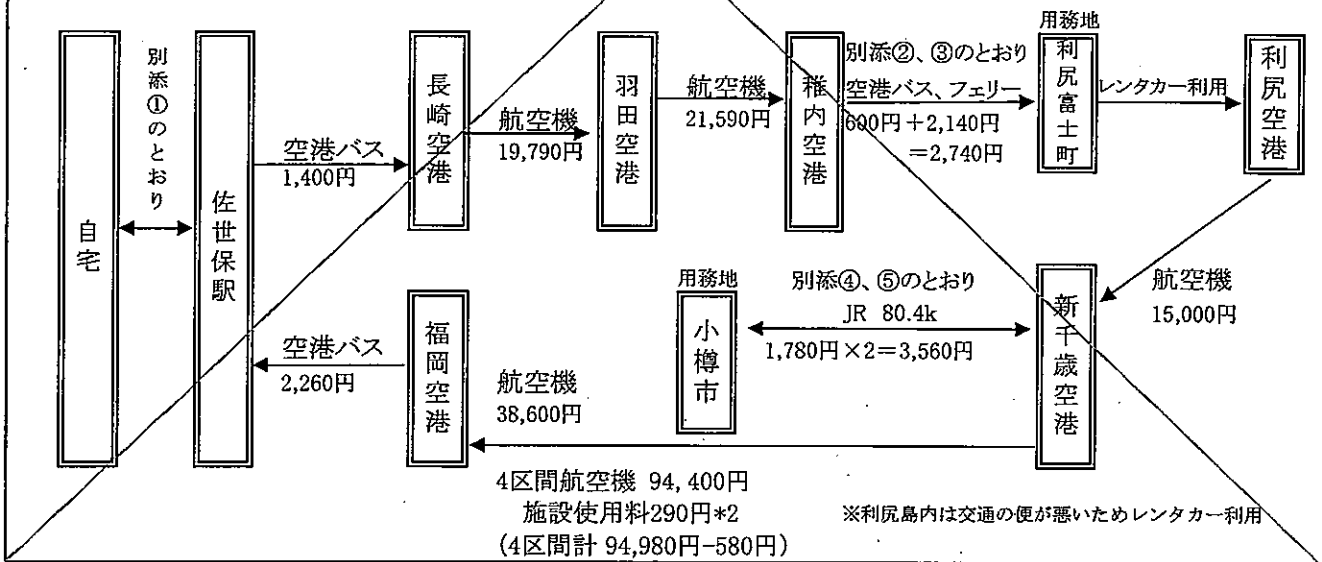 自宅
別添①のとおり
佐世保駅
空港バス
1,400円
長崎空港
航空機
19,790円
羽田空港
航空機
21,590円
稚内空港
別添②、③のとおり
空港バス、フェリー
600円＋2,140円
＝2,740円
用務地
利尻富士町
レンタカー利用
利尻空港
航空機
15,000円
新千歳空港
別添④、⑤のとおり
JR 80.4k
1,780円×2＝3,560円
用務地
小樽市
航空機
38,600円
福岡空港
空港バス
2,260円
4区間航空機 94,400円
施設使用料290円*2
(4区間計 94,980円−580円)
※利尻島内は交通の便が悪いためレンタカー利用